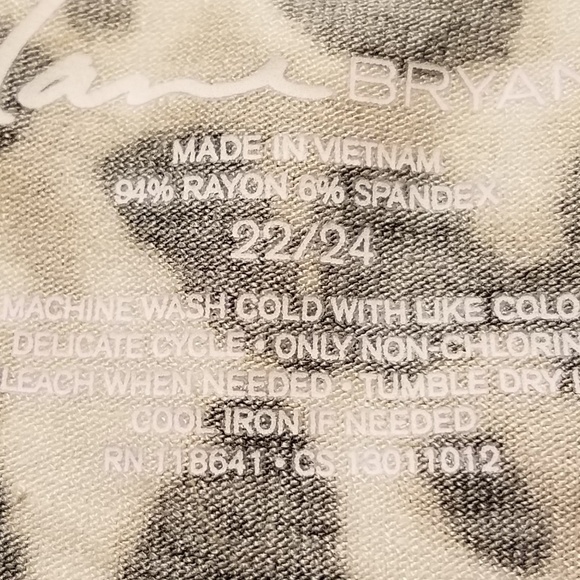 Lane BRYAN
MADE IN VIETNAM
94% RAYON 6% SPANDEX
22/24
MACHINE WASH COLD WITH LIKE COLO
DELICATE CYCLE • ONLY NON-CHLORIN
LEACH WHEN NEEDED • TUMBLE DRY L
COOL IRON IF NEEDED
RN 118641 • CS 13011012